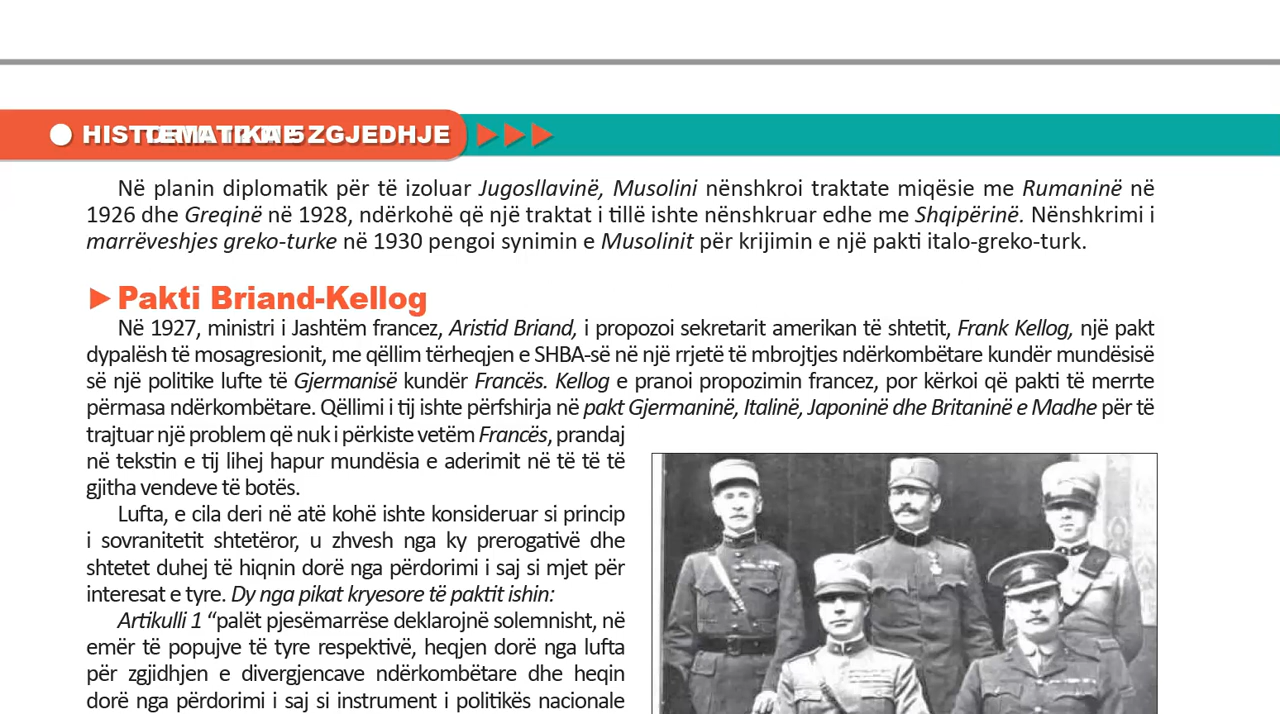 HISTORIA ME ZGJEDHJE
TEMATIKA 5
Në planin diplomatik për të izoluar Jugosllavinë, Musolini nënshkroi traktate miqësie me Rumaninë në
1926 dhe Greqinë në 1928, ndërkohë që një traktat i tillë ishte nënshkruar edhe me Shqipërinë. Nënshkrimi i
marrëveshjes greko-turke në 1930 pengoi synimin e Musolinit për krijimin e një pakti italo-greko-turk.
►Pakti Briand-Kellog
Në 1927, ministri i Jashtëm francez, Aristid Briand, i propozoi sekretarit amerikan të shtetit, Frank Kellog, një pakt
dypalësh të mosagresionit, me qëllim tërheqjen e SHBA-së në një rrjetë të mbrojtjes ndërkombëtare kundër mundësisë
së një politike lufte të Gjermanisë kundër Francës. Kellog e pranoi propozimin francez, por kërkoi që pakti të merrte
përmasa ndërkombëtare. Qëllimi i tij ishte përfshirja në pakt Gjermaninë, Italinë, Japoninë dhe Britaninë e Madhe për të
trajtuar një problem që nuk i përkiste vetëm Francës, prandaj
në tekstin e tij lihej hapur mundësia e aderimit në të të të
gjitha vendeve të botës.
Lufta, e cila deri në atë kohë ishte konsideruar si princip
i sovranitetit shtetëror, u zhvesh nga ky prerogativë dhe
shtetet duhej të hiqnin dorë nga përdorimi i saj si mjet për
interesat e tyre. Dy nga pikat kryesore të paktit ishin:
Artikulli 1 “palët pjesëmarrëse deklarojnë solemnisht, në
emër të popujve të tyre respektivë, heqjen dorë nga lufta
për zgjidhjen e divergjencave ndërkombëtare dhe heqin
dorë nga përdorimi i saj si instrument i politikës nacionale